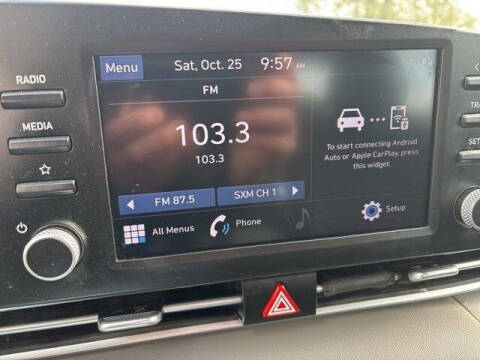 Menu
Sat, Oct. 25
9:57 AM
FM
103.3
103.3
FM 87.5
SXM CH 1
To start connecting Android
Auto or Apple CarPlay, press
this widget.
All Menus
Phone
Setup
RADIO
MEDIA